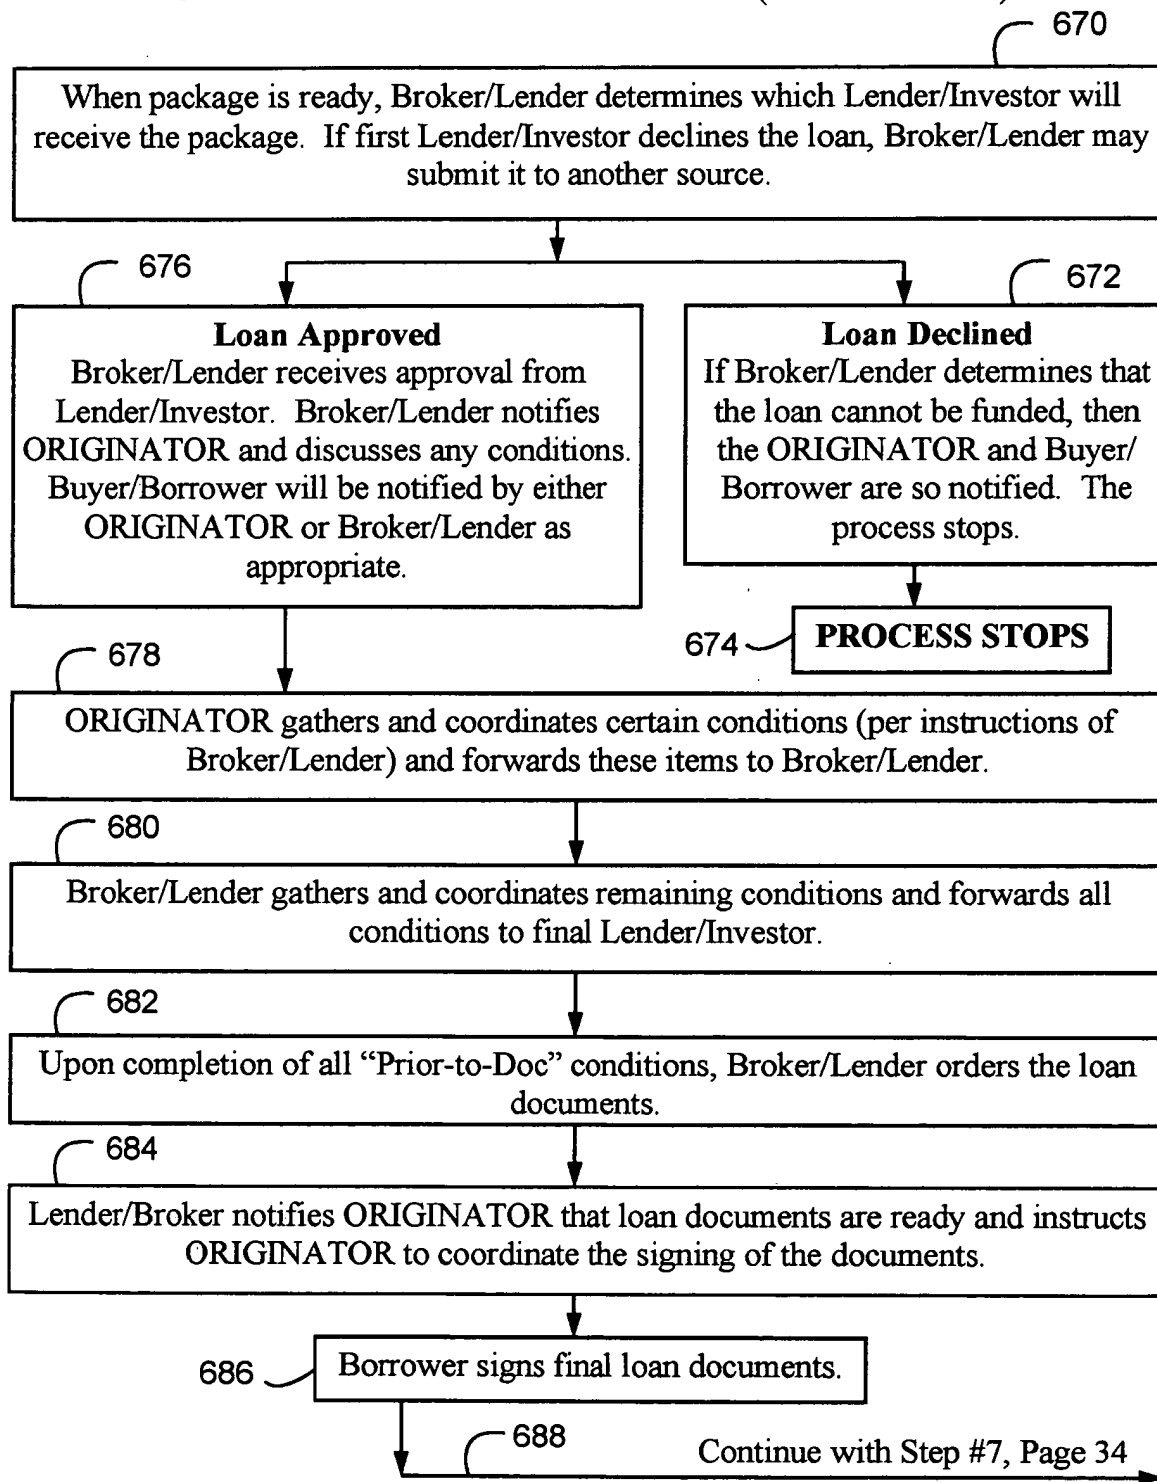 670
When package is ready, Broker/Lender determines which Lender/Investor will
receive the package. If first Lender/Investor declines the loan, Broker/Lender may
submit it to another source.
676
672
Loan Approved
Broker/Lender receives approval from
Lender/Investor. Broker/Lender notifies
ORIGINATOR and discusses any conditions.
Buyer/Borrower will be notified by either
ORIGINATOR or Broker/Lender as
appropriate.
Loan Declined
If Broker/Lender determines that
the loan cannot be funded, then
the ORIGINATOR and Buyer/
Borrower are so notified. The
process stops.
674
PROCESS STOPS
678
ORIGINATOR gathers and coordinates certain conditions (per instructions of
Broker/Lender) and forwards these items to Broker/Lender.
680
Broker/Lender gathers and coordinates remaining conditions and forwards all
conditions to final Lender/Investor.
682
Upon completion of all “Prior-to-Doc” conditions, Broker/Lender orders the loan
documents.
684
Lender/Broker notifies ORIGINATOR that loan documents are ready and instructs
ORIGINATOR to coordinate the signing of the documents.
686
Borrower signs final loan documents.
688
Continue with Step #7, Page 34